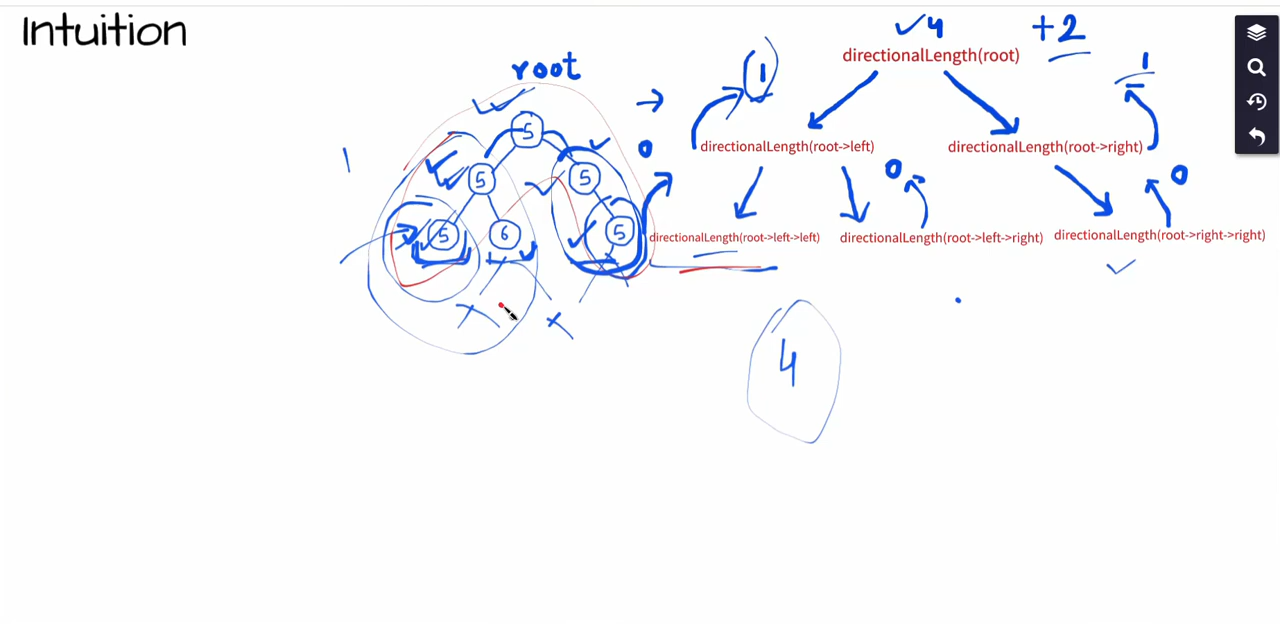 Intuition
✓4 +2
directionalLength(root)
root
(1) 1
5
directionalLength(root->left) directionalLength(root->right)
0
1
5 5
0 0
5 6 5
directionalLength(root->left->left) directionalLength(root->left->right) directionalLength(root->right->right)
4